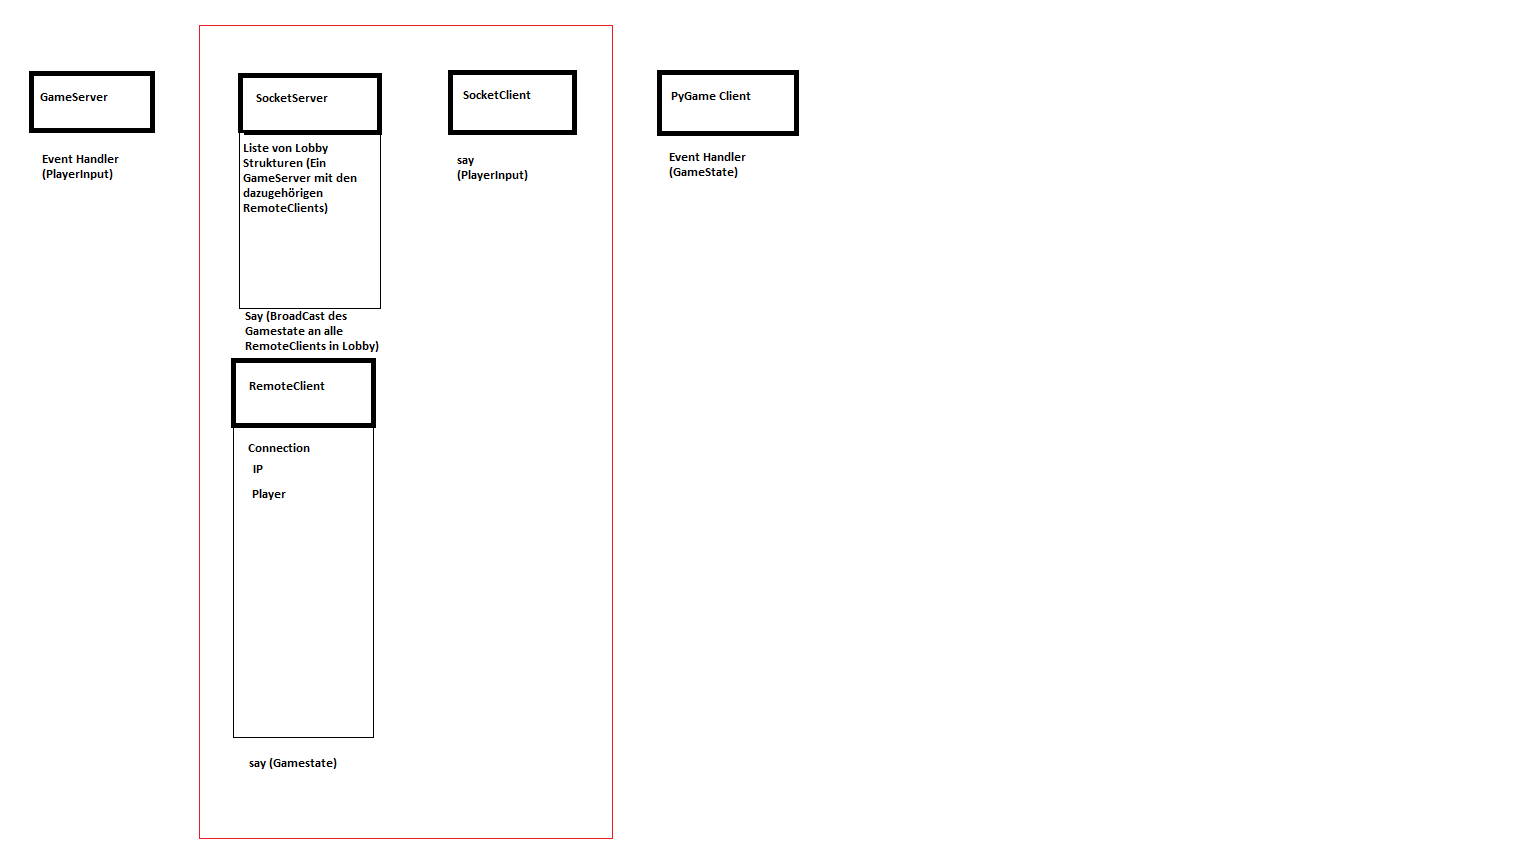 GameServer
Event Handler
(PlayerInput)
SocketServer
Liste von Lobby
Strukturen (Ein
GameServer mit den
dazugehörigen
RemoteClients)
Say (BroadCast des
Gamestate an alle
RemoteClients in Lobby)
RemoteClient
Connection
IP
Player
say (Gamestate)
SocketClient
say
(PlayerInput)
PyGame Client
Event Handler
(GameState)